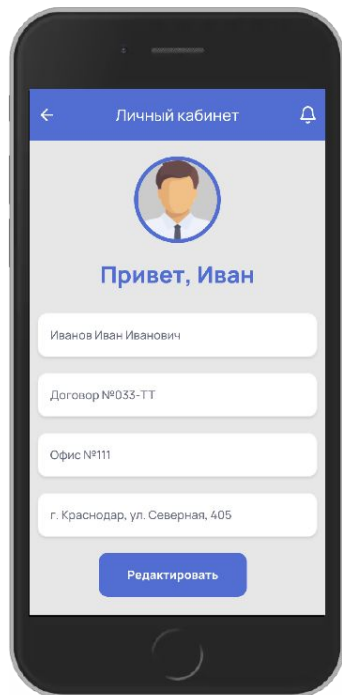 Личный кабинет
Привет, Иван
Иванов Иван Иванович
Договор №033-ТТ
Офис №111
г. Краснодар, ул. Северная, 405
Редактировать